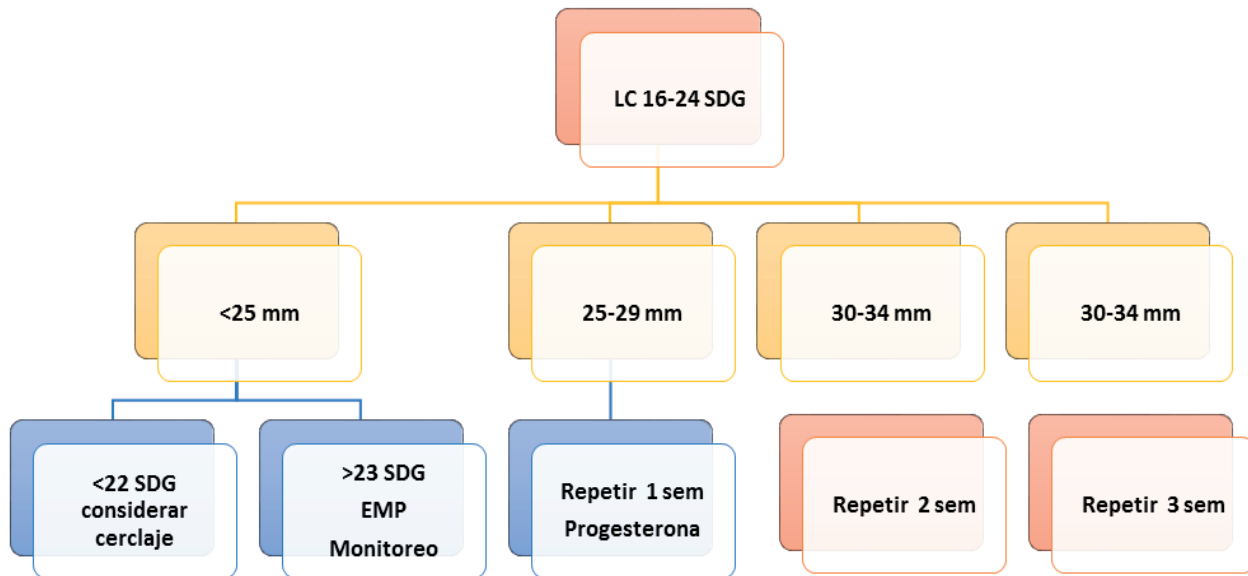 LC 16-24 SDG
<25 mm
25-29 mm
30-34 mm
30-34 mm
<22 SDG
considerar
cerclaje
>23 SDG
EMP
Monitoreo
Repetir 1 sem
Progesterona
Repetir 2 sem
Repetir 3 sem